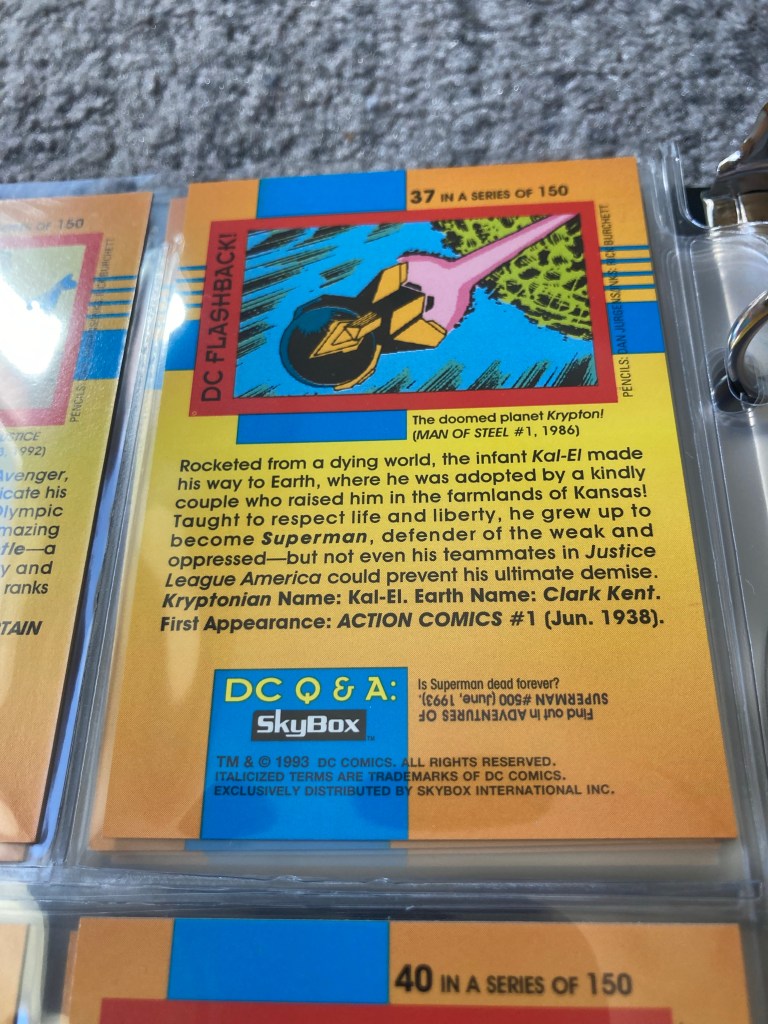 37 IN A SERIES OF 150
DC FLASHBACK!
PENCILS: DAN JURGENS/INKS: RICK BURCHETT
The doomed planet Krypton!
(MAN OF STEEL #1, 1986)
Rocketed from a dying world, the infant Kal-El made
his way to Earth, where he was adopted by a kindly
couple who raised him in the farmlands of Kansas!
Taught to respect life and liberty, he grew up to
become Superman, defender of the weak and
oppressed—but not even his teammates in Justice
League America could prevent his ultimate demise.
Kryptonian Name: Kal-El. Earth Name: Clark Kent.
First Appearance: ACTION COMICS #1 (Jun. 1938).
DC Q & A:
SkyBox
TM
Is Superman dead forever?
Find out in ADVENTURES OF
SUPERMAN #500 (June, 1993).
TM & © 1993 DC COMICS. ALL RIGHTS RESERVED.
ITALICIZED TERMS ARE TRADEMARKS OF DC COMICS.
EXCLUSIVELY DISTRIBUTED BY SKYBOX INTERNATIONAL INC.
OF 150
BURCHETT
PENCILS:
JUSTICE
1992)
Avenger,
icate his
Olympic
mazing
tle—a
y and
ranks
TAIN
40 IN A SERIES OF 150